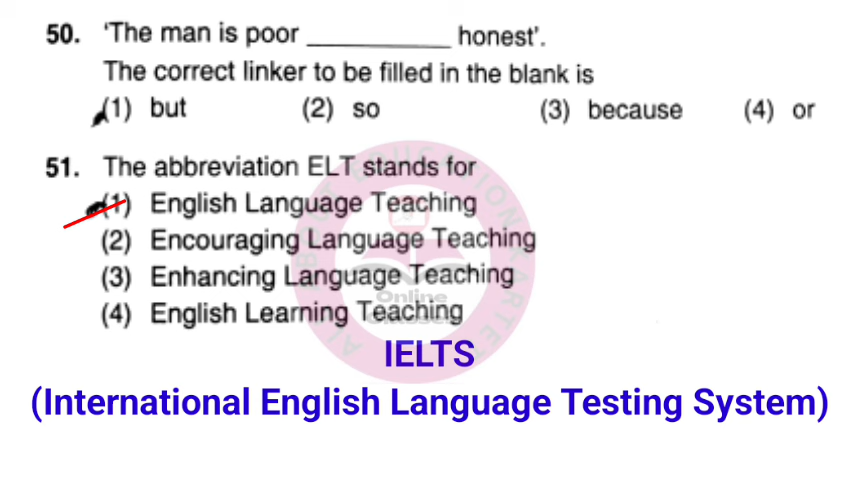 50. 'The man is poor __________ honest'.
The correct linker to be filled in the blank is
(1) but (2) so (3) because (4) or
51. The abbreviation ELT stands for
(1) English Language Teaching
(2) Encouraging Language Teaching
(3) Enhancing Language Teaching
(4) English Learning Teaching
Online
IELTS
(International English Language Testing System)